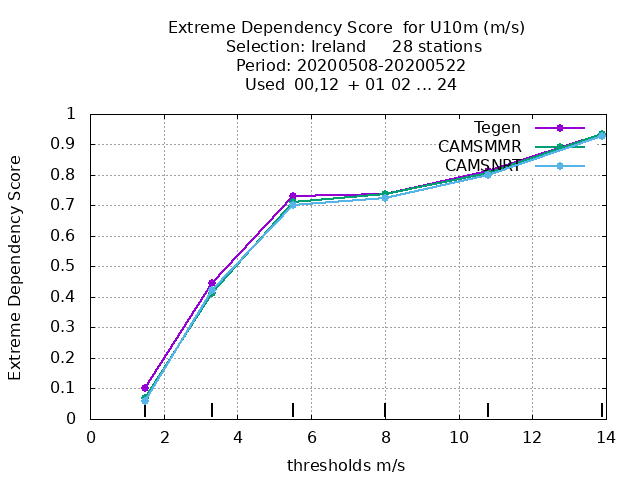 Extreme Dependency Score  for U10m (m/s)
Selection: Ireland     28 stations
Period: 20200508-20200522
Used  00,12  + 01 02 ... 24
Extreme Dependency Score
1
0.9
0.8
0.7
0.6
0.5
0.4
0.3
0.2
0.1
0
Tegen
CAMSMMR
CAMSNRT
0 2 4 6 8 10 12 14
thresholds m/s